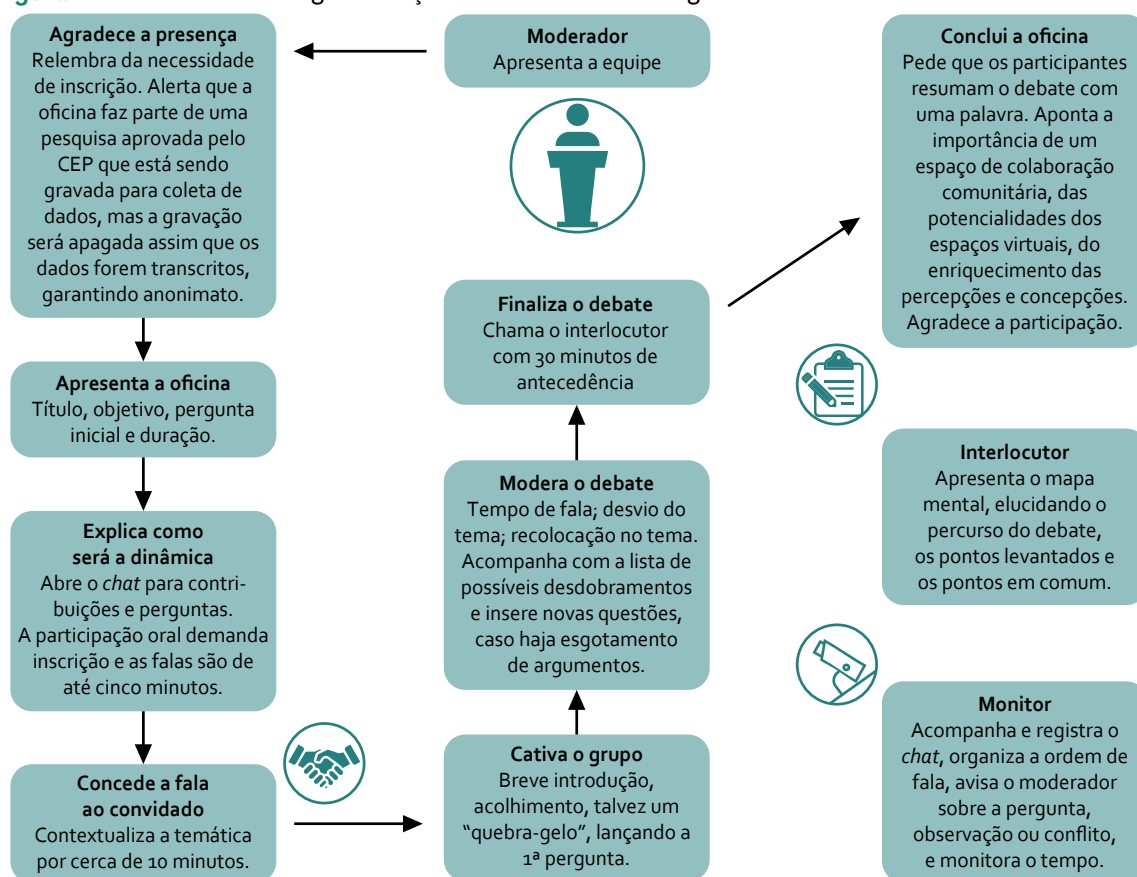 Moderador
Apresenta a equipe
Agradece a presença
Relembra da necessidade
de inscrição. Alerta que a
oficina faz parte de uma
pesquisa aprovada pelo
CEP que está sendo
gravada para coleta de
dados, mas a gravação
será apagada assim que os
dados forem transcritos,
garantindo anonimato.
Apresenta a oficina
Título, objetivo, pergunta
inicial e duração.
Explica como
será a dinâmica
Abre o chat para contri-
buições e perguntas.
A participação oral demanda
inscrição e as falas são de
até cinco minutos.
Concede a fala
ao convidado
Contextualiza a temática
por cerca de 10 minutos.
Cativa o grupo
Breve introdução,
acolhimento, talvez um
“quebra-gelo”, lançando a
1ª pergunta.
Modera o debate
Tempo de fala; desvio do
tema; recolocação no tema.
Acompanha com a lista de
possíveis desdobramentos
e insere novas questões,
caso haja esgotamento
de argumentos.
Finaliza o debate
Chama o interlocutor
com 30 minutos de
antecedência
Conclui a oficina
Pede que os participantes
resumam o debate com
uma palavra. Aponta a
importância de um
espaço de colaboração
comunitária, das
potencialidades dos
espaços virtuais, do
enriquecimento das
percepções e concepções.
Agradece a participação.
Interlocutor
Apresenta o mapa
mental, elucidando o
percurso do debate,
os pontos levantados e
os pontos em comum.
Monitor
Acompanha e registra o
chat, organiza a ordem de
fala, avisa o moderador
sobre a pergunta,
observação ou conflito,
e monitora o tempo.